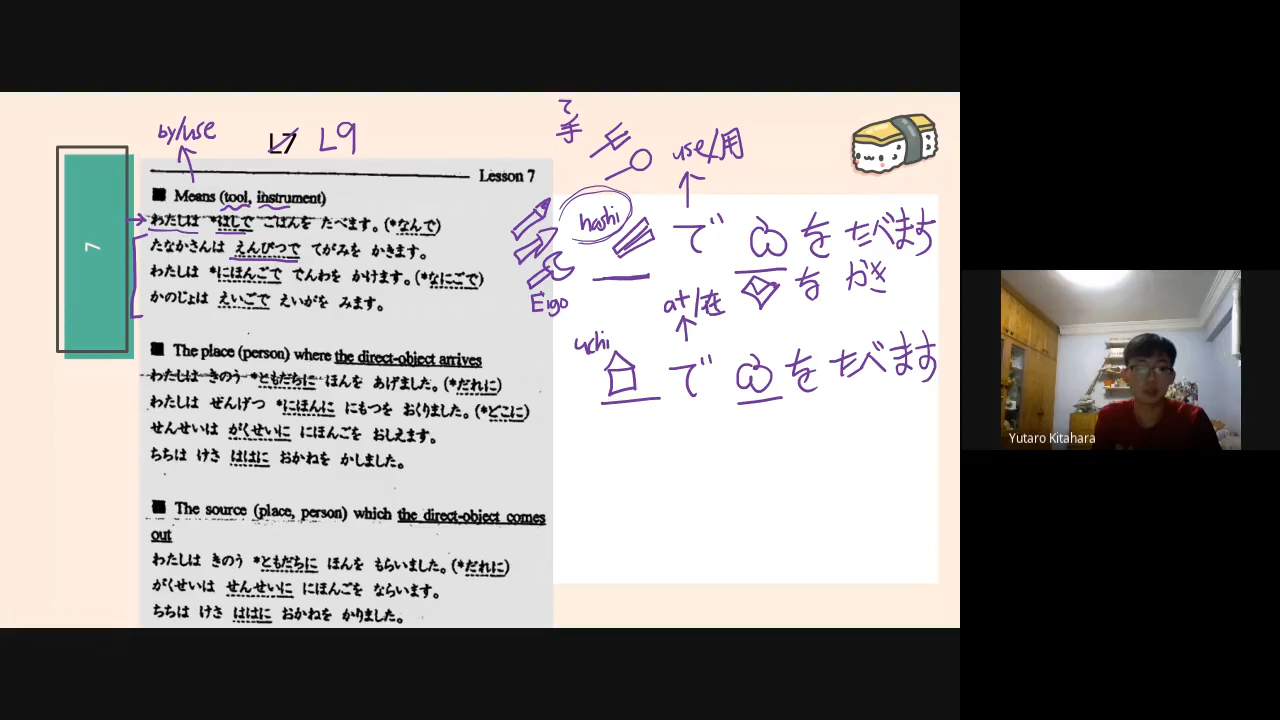 by/use
L7 L9
Lesson 7
■ Means (tool, instrument)
わたしは *はしで ごはんを たべます。(*なんで)
たなかさんは えんぴつで てがみを かきます。
わたしは *にほんごで でんわを かけます。(*なにごで)
かのじょは えいごで えいがを みます。
■ The place (person) where the direct-object arrives
わたしは きのう *ともだちに ほんを あげました。(*だれに)
わたしは せんげつ *にほんに にもつを おくりました。(*どこに)
せんせいは がくせいに にほんごを おしえます。
ちちは けさ ははに おかねを かしました。
■ The source (place, person) which the direct-object comes
out
わたしは きのう *ともだちに ほんを もらいました。(*だれに)
がくせいは せんせいに にほんごを ならいます。
ちちは けさ ははに おかねを かりました。
7
て
手
use/用
hashi
で を たべます
を かき
Eigo
at/在
uchi
で を たべます
Yutaro Kitahara